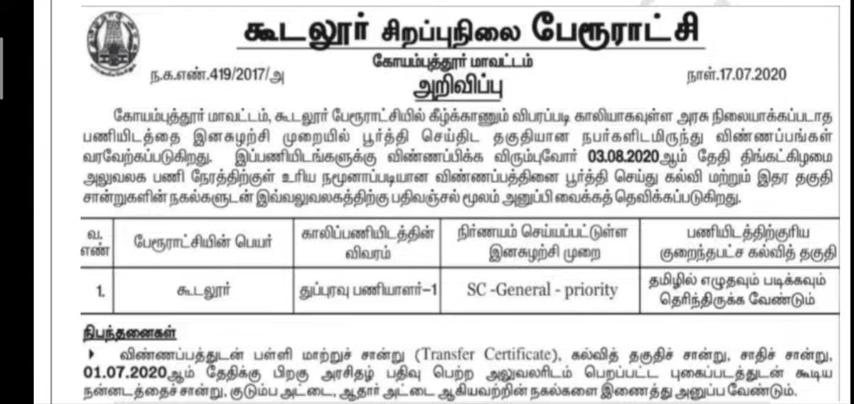 கூடலூர் சிறப்புநிலை பேரூராட்சி
கோயம்புத்தூர் மாவட்டம்
ந.க.எண்.419/2017/அ
அறிவிப்பு
நாள்.17.07.2020
கோயம்புத்தூர் மாவட்டம், கூடலூர் பேரூராட்சியில் கீழ்க்காணும் விபரப்படி காலியாகவுள்ள அரசு நிலையாக்கப்படாத
பணியிடத்தை இனசுழற்சி முறையில் பூர்த்தி செய்திட தகுதியான நபர்களிடமிருந்து விண்ணப்பங்கள்
வரவேற்கப்படுகிறது. இப்பணியிடங்களுக்கு விண்ணப்பிக்க விரும்புவோர் 03.08.2020ஆம் தேதி திங்கட்கிழமை
அலுவலக பணி நேரத்திற்குள் உரிய நமூனாப்படியான விண்ணப்பத்தினை பூர்த்தி செய்து கல்வி மற்றும் இதர தகுதி
சான்றுகளின் நகல்களுடன் இவ்வலுவலகத்திற்கு பதிவஞ்சல் மூலம் அனுப்பி வைக்கத் தெவிக்கப்படுகிறது.
வ. எண்
பேரூராட்சியின் பெயர்
காலிப்பணியிடத்தின் விவரம்
நிர்ணயம் செய்யப்பட்டுள்ள இனசுழற்சி முறை
பணியிடத்திற்குரிய குறைந்தபட்ச கல்வித் தகுதி
1.
கூடலூர்
துப்புரவு பணியாளர்-1
SC -General - priority
தமிழில் எழுதவும் படிக்கவும் தெரிந்திருக்க வேண்டும்
நிபந்தனைகள்
விண்ணப்பத்துடன் பள்ளி மாற்றுச் சான்று (Transfer Certificate), கல்வித் தகுதிச் சான்று, சாதிச் சான்று,
01.07.2020ஆம் தேதிக்கு பிறகு அரசிதழ் பதிவு பெற்ற அலுவலரிடம் பெறப்பட்ட புகைப்படத்துடன் கூடிய
நன்னடத்தைச்சான்று, குடும்ப அட்டை, ஆதார் அட்டை ஆகியவற்றின் நகல்களை இணைத்து அனுப்பவேண்டும்.